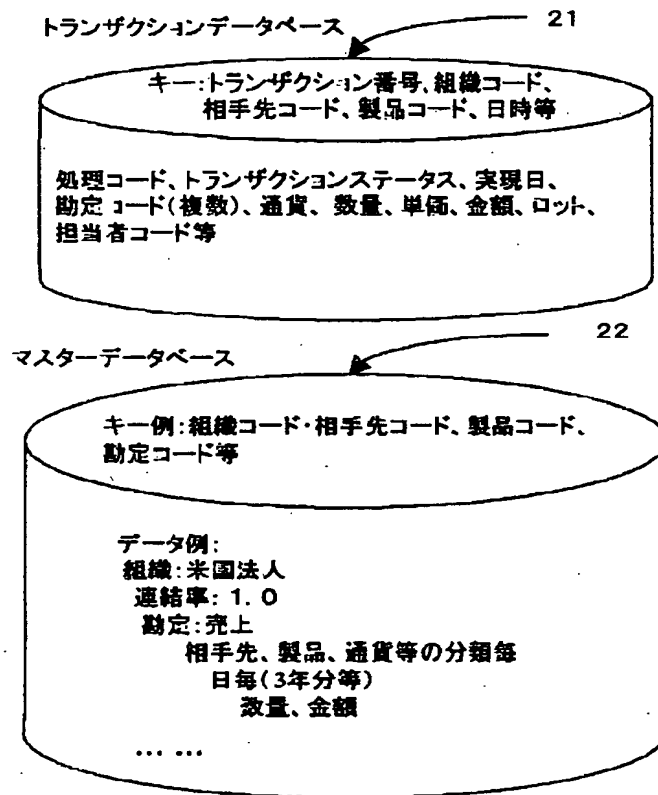 トランザクションデータベース
21
キー:トランザクション番号、組織コード、
相手先コード、製品コード、日時等
処理コード、トランザクションステータス、実現日、
勘定コード(複数)、通貨、数量、単価、金額、ロット、
担当者コード等
22
マスターデータベース
キー例:組織コード・相手先コード、製品コード、
勘定コード等
データ例:
組織:米国法人
連結率:1.0
勘定:売上
相手先、製品、通貨等の分類毎
日毎(3年分等)
数量、金額
... ...